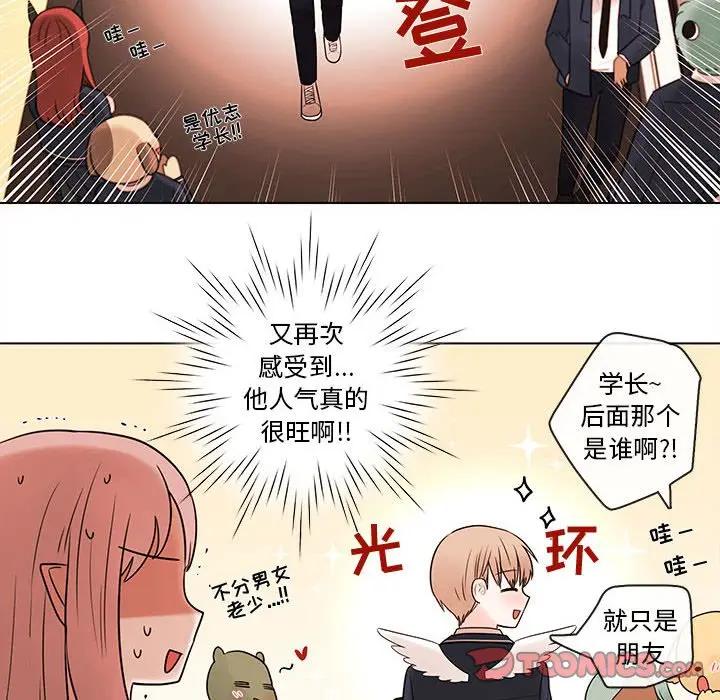 哇－
哇－
登
是优志
学长!!
又再次
感受到...
他人气真的
很旺啊!!
学长~
后面那个
是谁啊?!
光环
哇－
哇－
不分男女
老少...!!
就只是
朋友
TOOMICS.COM